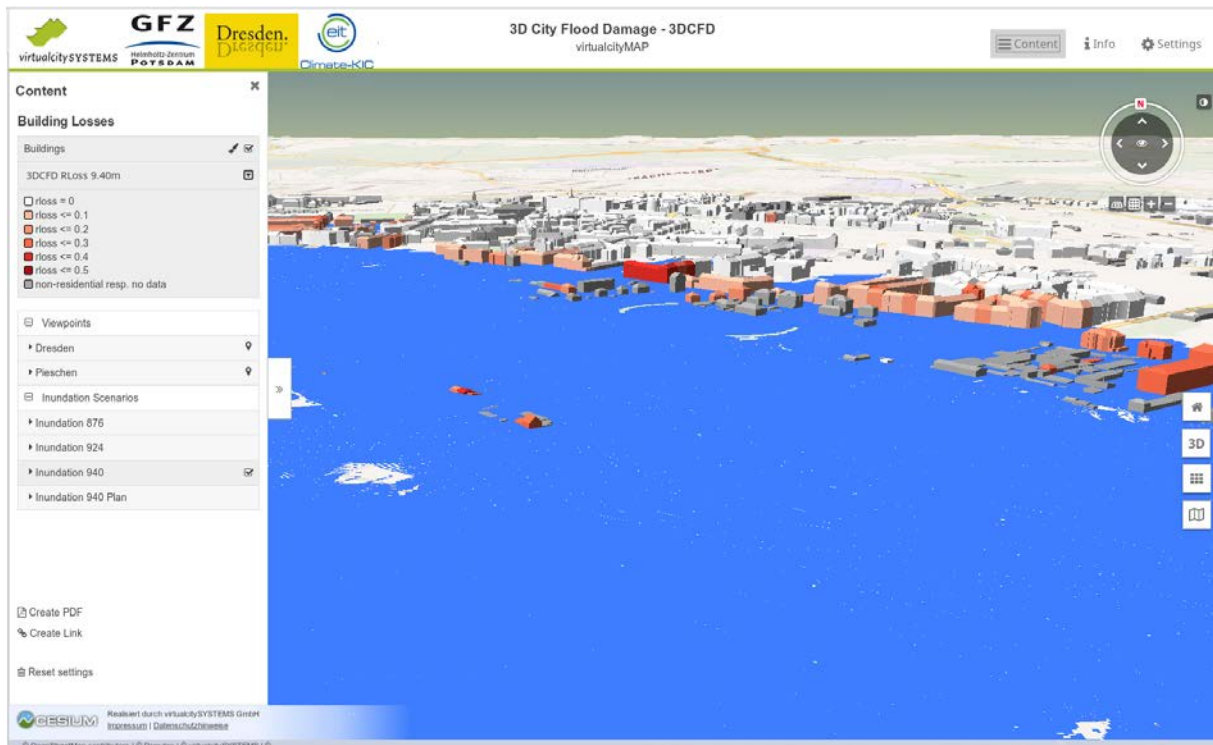 virtualcitySYSTEMS
GFZ
Helmholtz-Zentrum
POTSDAM
Dresden.
eit
Climate-KIC
3D City Flood Damage - 3DCFD
virtualcityMAP
Content
Info
Settings
Content
Building Losses
Buildings
3DCFD RLoss 9.40m
rloss = 0
rloss <= 0.1
rloss <= 0.2
rloss <= 0.3
rloss <= 0.4
rloss <= 0.5
non-residential resp. no data
Viewpoints
Dresden
Pieschen
Inundation Scenarios
Inundation 876
Inundation 924
Inundation 940
Inundation 940 Plan
Create PDF
Create Link
Reset settings
N
3D
CESIUM
Realisiert durch virtualcitySYSTEMS GmbH
Impressum | Datenschutzhinweise